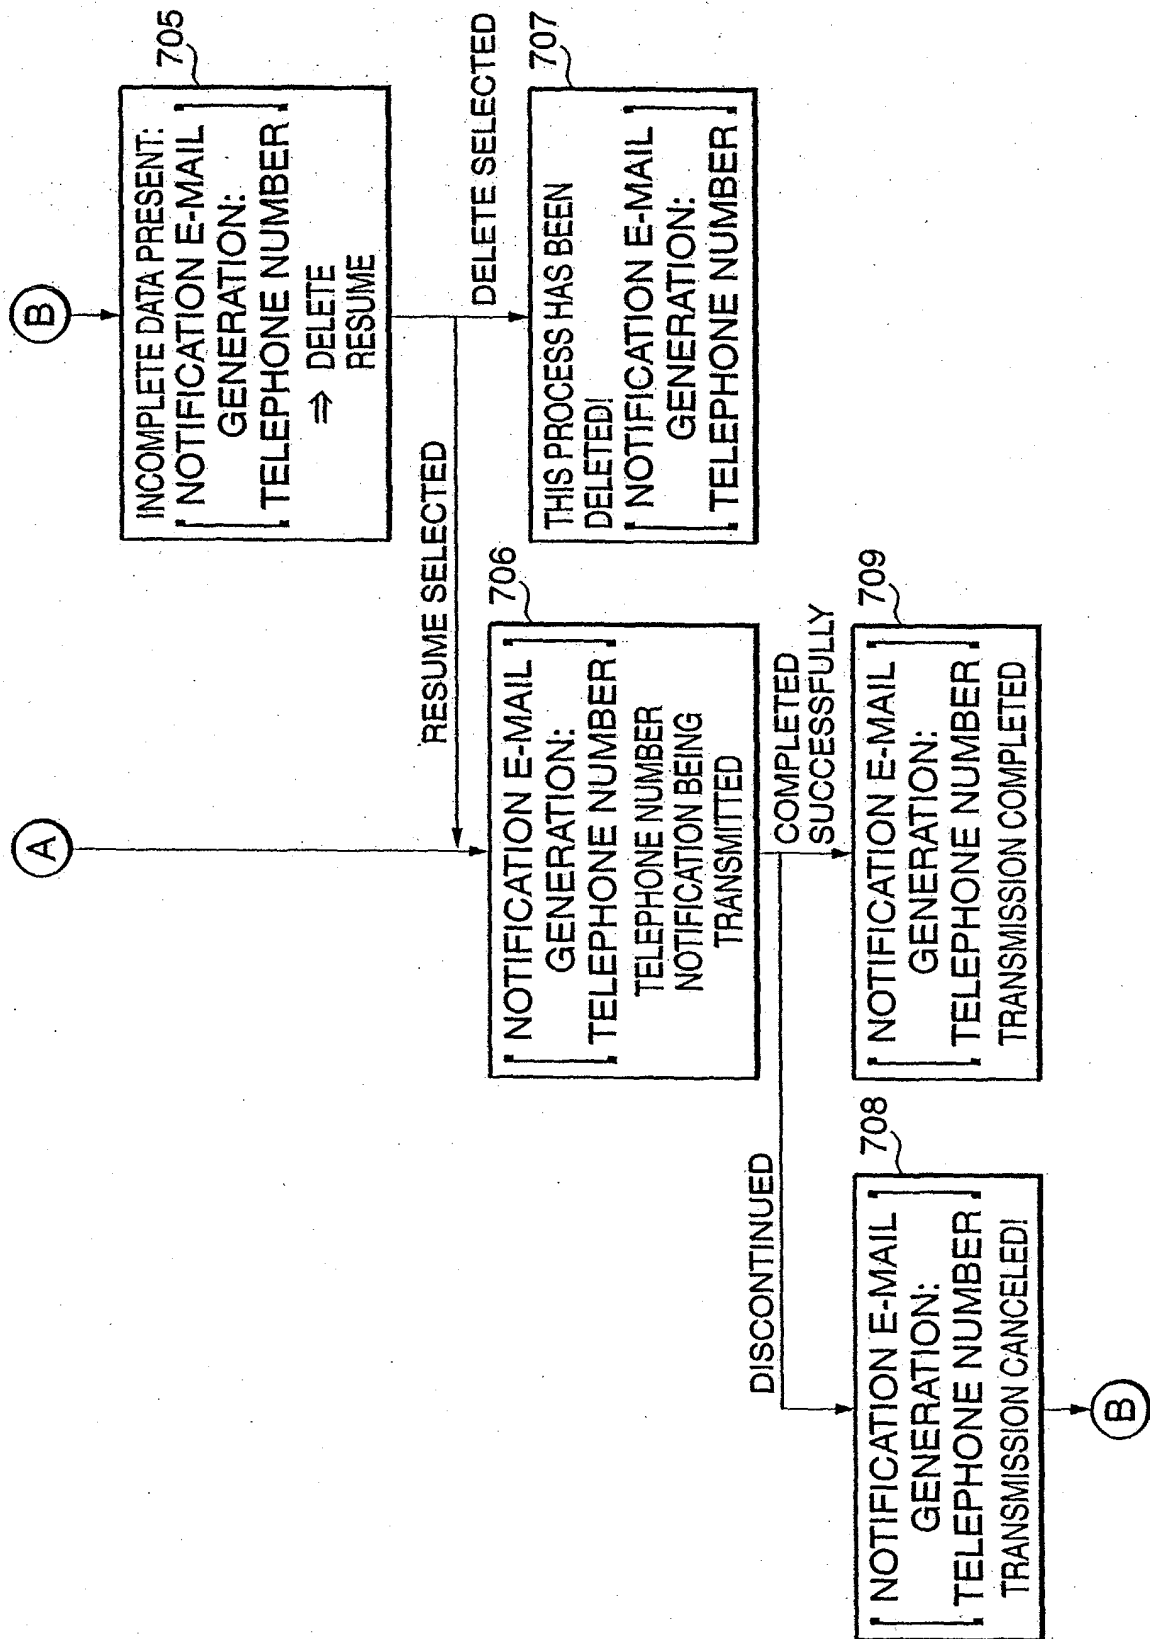 B
705
INCOMPLETE DATA PRESENT:
NOTIFICATION E-MAIL
GENERATION:
TELEPHONE NUMBER
⇒ DELETE
RESUME
DELETE SELECTED
707
THIS PROCESS HAS BEEN
DELETED!
NOTIFICATION E-MAIL
GENERATION:
TELEPHONE NUMBER
RESUME SELECTED
A
706
NOTIFICATION E-MAIL
GENERATION:
TELEPHONE NUMBER
TELEPHONE NUMBER
NOTIFICATION BEING
TRANSMITTED
COMPLETED
SUCCESSFULLY
709
NOTIFICATION E-MAIL
GENERATION:
TELEPHONE NUMBER
TRANSMISSION COMPLETED
DISCONTINUED
708
NOTIFICATION E-MAIL
GENERATION:
TELEPHONE NUMBER
TRANSMISSION CANCELED!
B